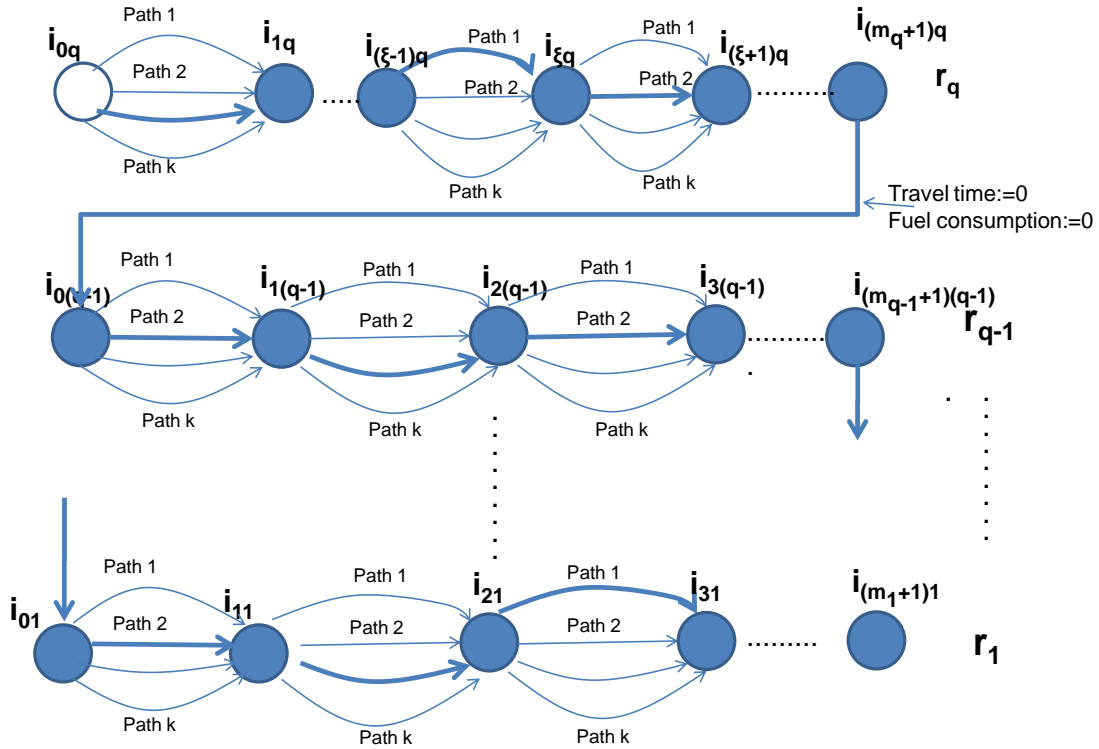 Path 1
i0q
i1q
Path 2
Path k
.....
i(ξ-1)q
Path 1
iξq
Path 2
Path k
Path 1
i(ξ+1)q
Path 2
Path k
..........
i(mq+1)q
rq
Travel time:=0
Fuel consumption:=0
i0(q-1)
Path 1
Path 2
Path k
i1(q-1)
Path 1
Path 2
Path k
i2(q-1)
Path 1
Path 2
Path k
i3(q-1)
..........
i(mq-1+1)(q-1)
rq-1
i01
Path 1
Path 2
Path k
i11
Path 1
Path 2
Path k
i21
Path 1
Path 2
Path k
i31
.........
i(m1+1)1
r1